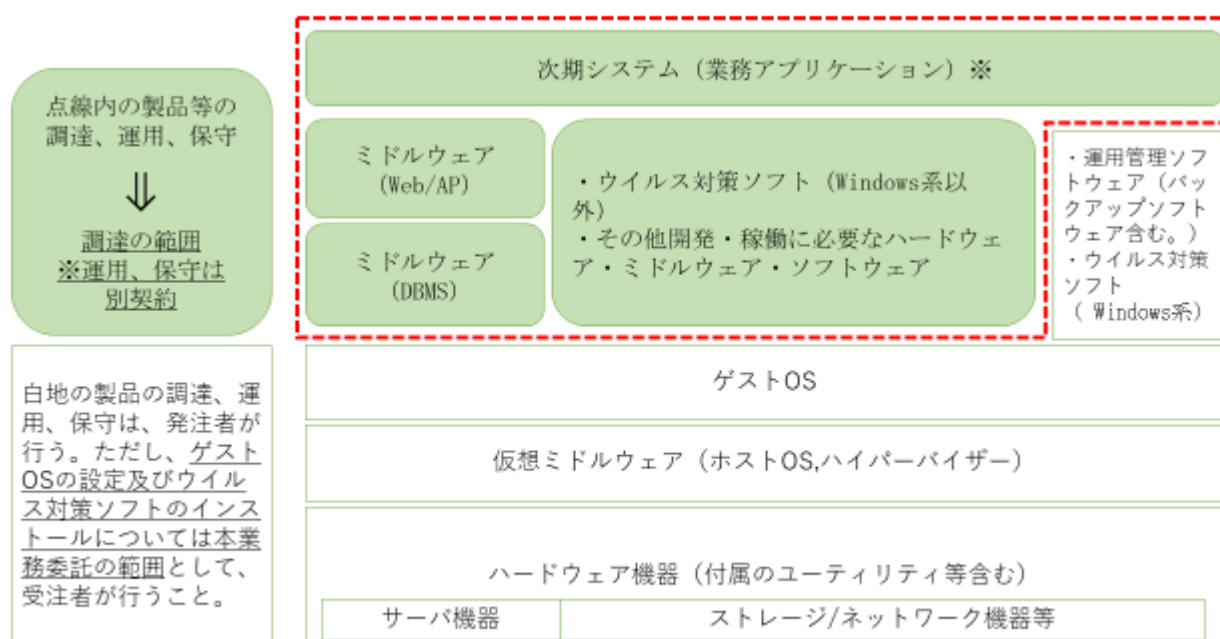 点線内の製品等の
調達、運用、保守
⇓
調達の範囲
※運用、保守は
別契約
白地の製品の調達、運
用、保守は、発注者が
行う。ただし、ゲスト
OSの設定及びウイル
ス対策ソフトのインス
トールについては本業
務委託の範囲として、
受注者が行うこと。
次期システム（業務アプリケーション）※
ミドルウェア
(Web/AP)
ミドルウェア
(DBMS)
・ウイルス対策ソフト（Windows系以
外）
・その他開発・稼働に必要なハードウェ
ア・ミドルウェア・ソフトウェア
・運用管理ソフ
トウェア（バッ
クアップソフト
ウェア含む。）
・ウイルス対策
ソフト
（ Windows系）
ゲストOS
仮想ミドルウェア（ホストOS,ハイパーバイザー）
ハードウェア機器（付属のユーティリティ等含む）
サーバ機器
ストレージ/ネットワーク機器等